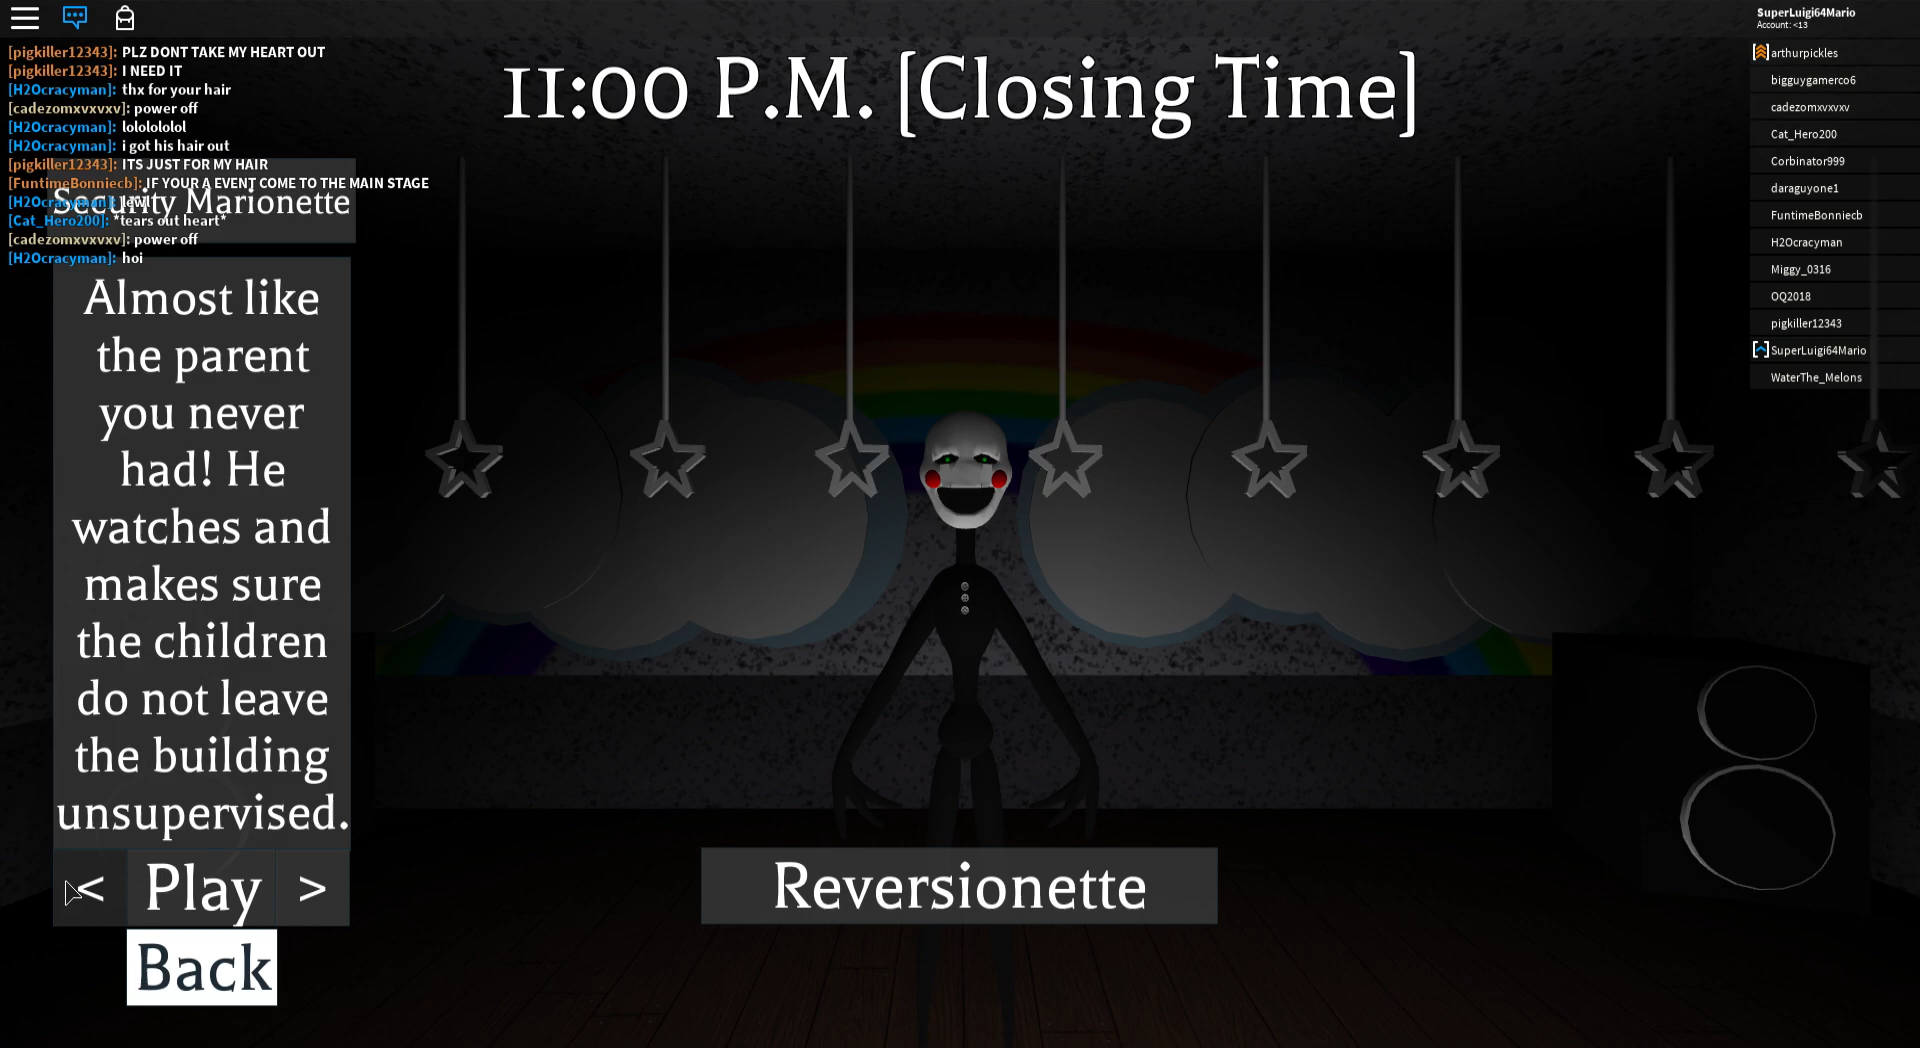 SuperLuigi64Mario
Account: <13
[pigkiller12343]: PLZ DONT TAKE MY HEART OUT
[pigkiller12343]: I NEED IT
[H2Ocracyman]: thx for your hair
[cadezomxvxvxv]: power off
[H2Ocracyman]: lolololololol
[H2Ocracyman]: i got his hair out
[pigkiller12343]: ITS JUST FOR MY HAIR
[FuntimeBonniecb]: IF YOUR A EVENT COME TO THE MAIN STAGE
[H2Ocracyman]:
[Cat_Hero200]: *tears out heart*
[cadezomxvxvxv]: power off
[H2Ocracyman]: hoi
11:00 P.M. [Closing Time]
Security Marionette
Almost like
the parent
you never
had! He
watches and
makes sure
the children
do not leave
the building
unsupervised.
< Play >
Back
Reversionette
arthurpickles
bigguygamerco6
cadezomxvxvxv
Cat_Hero200
Corbinator999
daraguyone1
FuntimeBonniecb
H2Ocracyman
Miggy_0316
OQ2018
pigkiller12343
SuperLuigi64Mario
WaterThe_Melons